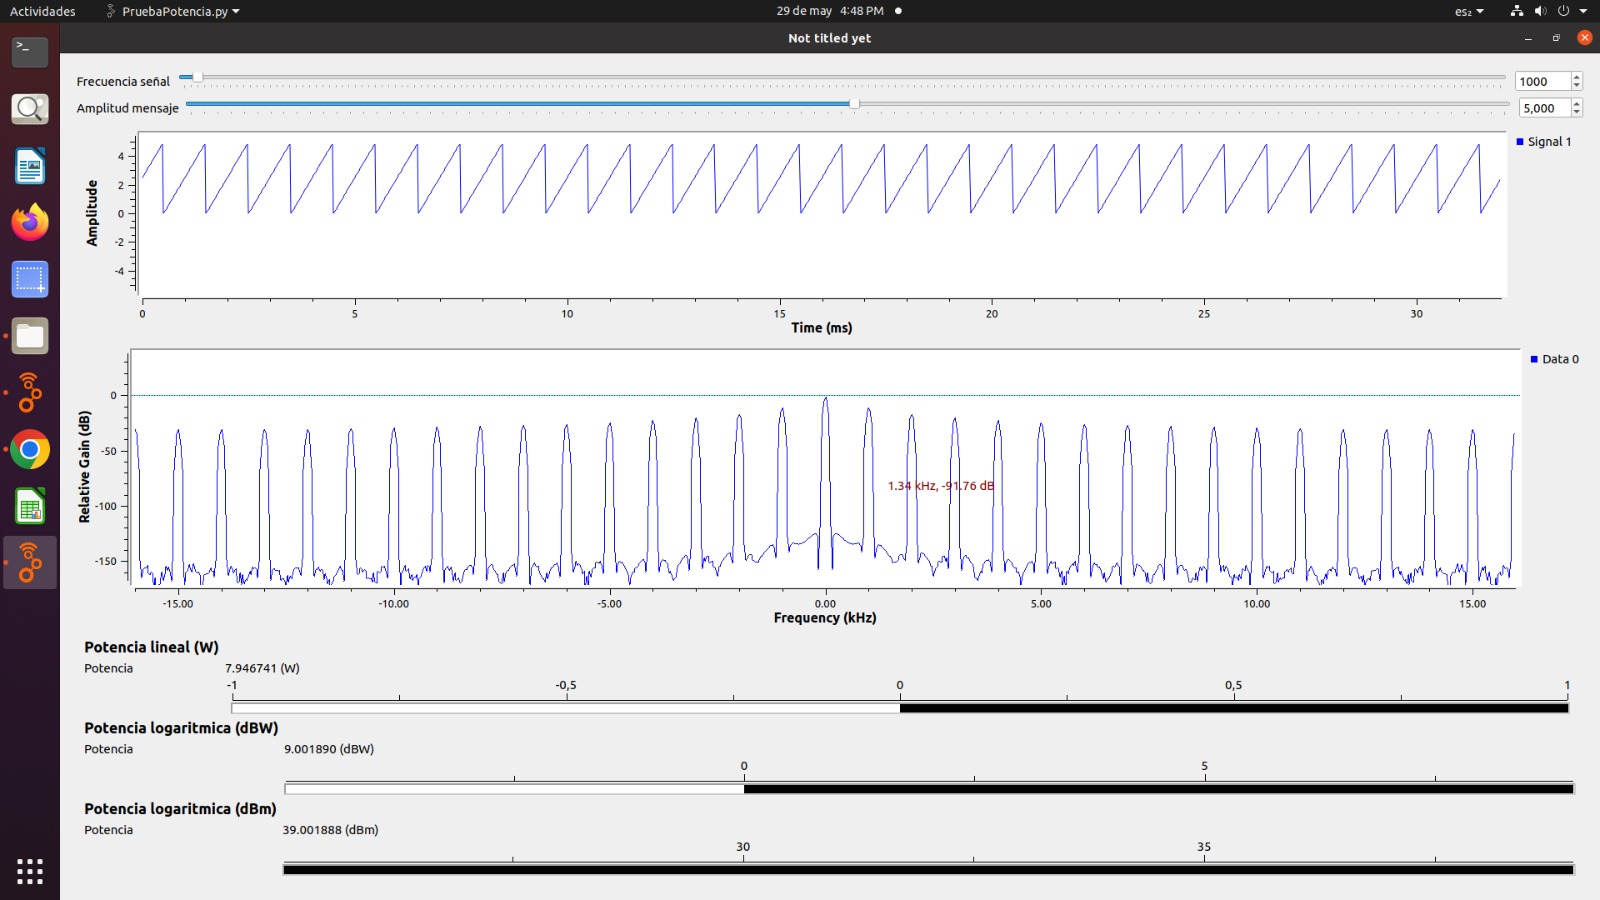 Actividades PruebaPotencia.py 29 de may 4:48 PM es₂
Not titled yet
Frecuencia señal 1000
Amplitud mensaje 5,000
Signal 1
4
2
0
-2
-4
Amplitude
0 5 10 15 20 25 30
Time (ms)
Data 0
0
-50
-100
-150
Relative Gain (dB)
1.34 kHz, -91.76 dB
-15.00 -10.00 -5.00 0.00 5.00 10.00 15.00
Frequency (kHz)
Potencia lineal (W)
Potencia 7.946741 (W)
-1 -0,5 0 0,5 1
Potencia logaritmica (dBW)
Potencia 9.001890 (dBW)
0 5
Potencia logaritmica (dBm)
Potencia 39.001888 (dBm)
30 35